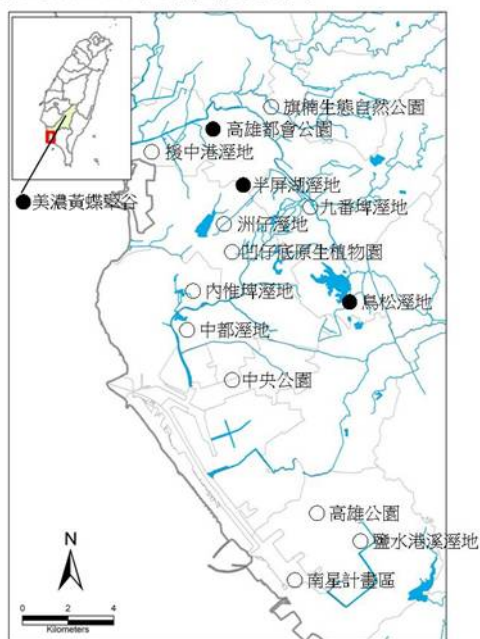 旗楠生態自然公園
高雄都會公園
援中港溼地
半屏湖溼地
美濃黃蝶翠谷
九番埤溼地
洲仔溼地
凹仔底原生植物園
內惟埤溼地
鳥松溼地
中都溼地
中央公園
高雄公園
鹽水港溪溼地
N
南星計畫區
0 2 4
Kilometers